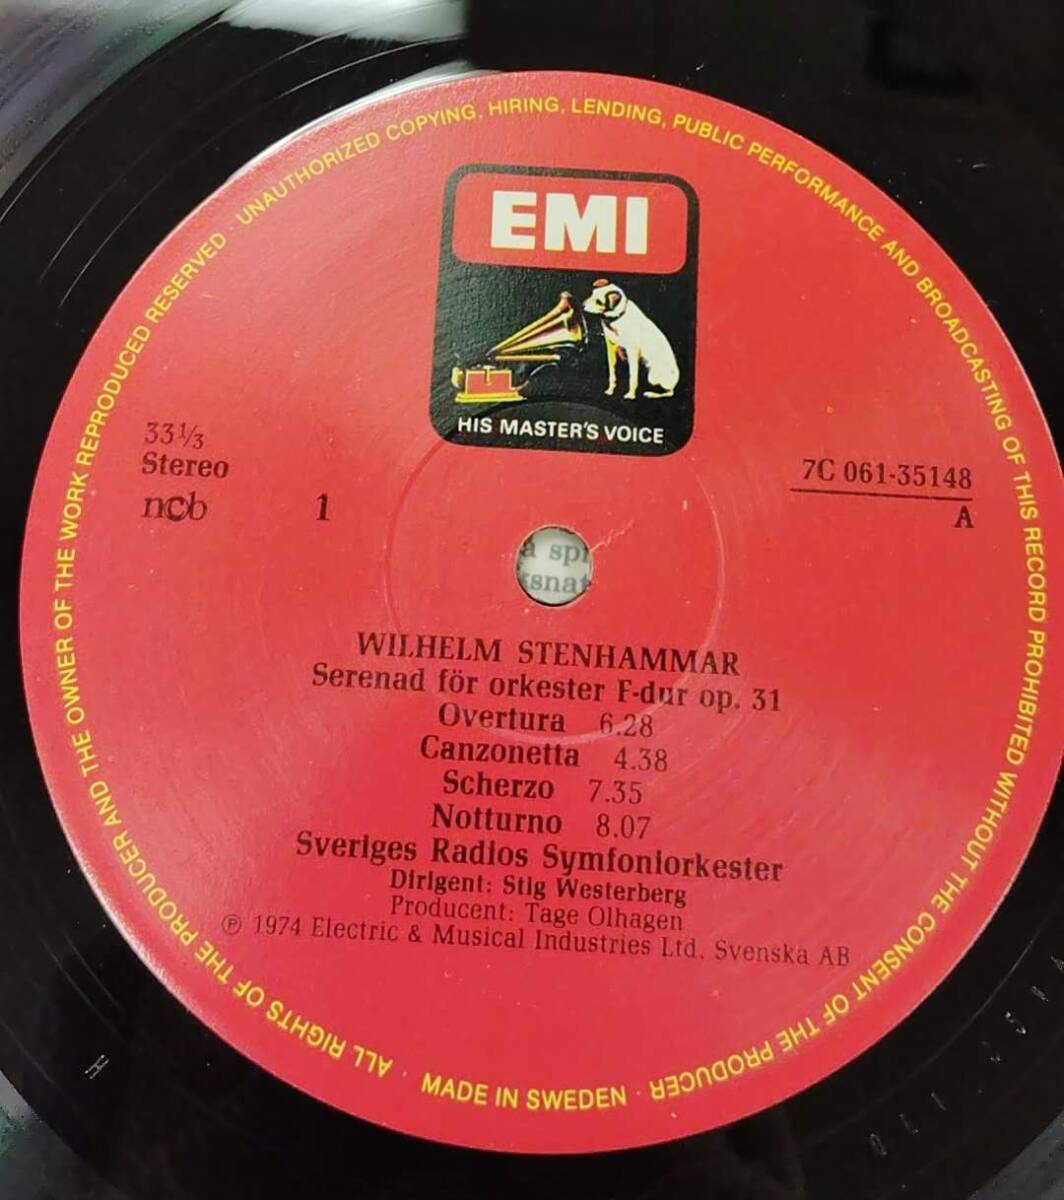 ALL RIGHTS OF THE PRODUCER AND THE OWNER OF THE WORK REPRODUCED RESERVED · UNAUTHORIZED COPYING, HIRING, LENDING, PUBLIC PERFORMANCE AND BROADCASTING OF THIS RECORD PROHIBITED WITHOUT THE CONSENT OF THE PRODUCER · MADE IN SWEDEN ·
EMI
HIS MASTER'S VOICE
33⅓
Stereo
ncb 1
7C 061-35148
A
a spr
ksnat
WILHELM STENHAMMAR
Serenad för orkester F-dur op. 31
Overtura 6.28
Canzonetta 4.38
Scherzo 7.35
Notturno 8.07
Sveriges Radios Symfoniorkester
Dirigent: Stig Westerberg
Producent: Tage Olhagen
℗ 1974 Electric & Musical Industries Ltd. Svenska AB